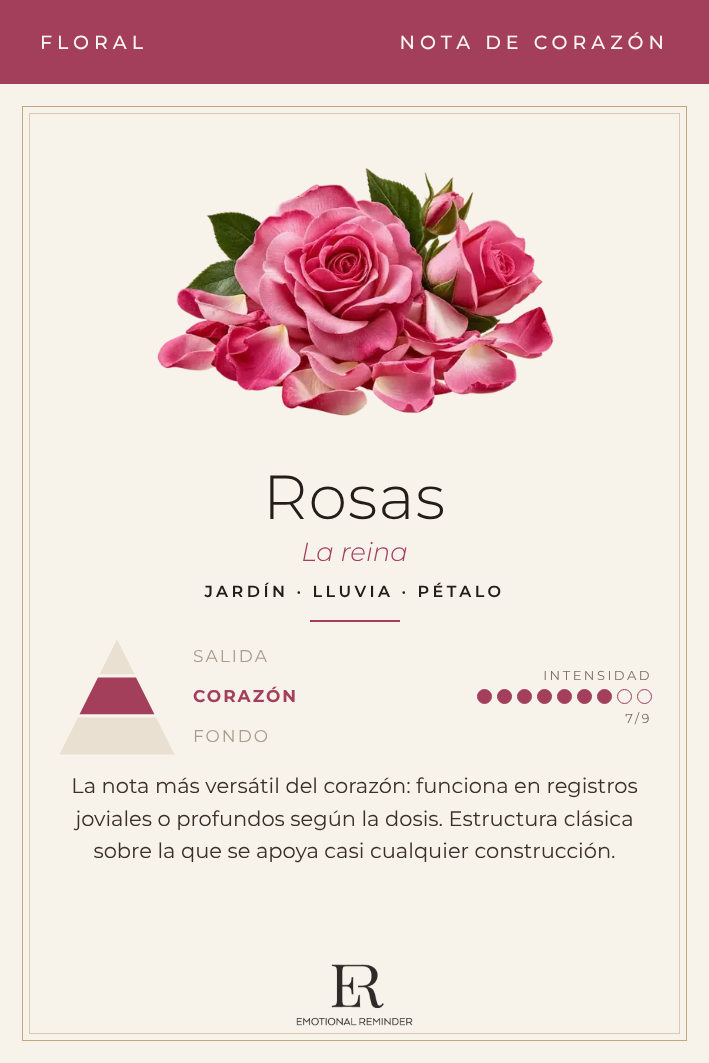 FLORAL
NOTA DE CORAZÓN
Rosas
La reina
JARDÍN · LLUVIA · PÉTALO
SALIDA
CORAZÓN
FONDO
INTENSIDAD
7/9
La nota más versátil del corazón: funciona en registros
joviales o profundos según la dosis. Estructura clásica
sobre la que se apoya casi cualquier construcción.
ER
EMOTIONAL REMINDER